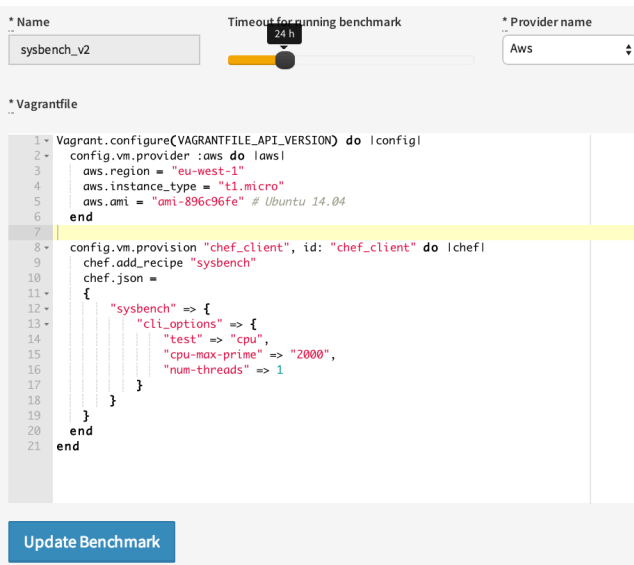 * Name
Timeout for running benchmark
* Provider name
24 h
sysbench_v2
Aws
* Vagrantfile
1 Vagrant.configure(VAGRANTFILE_API_VERSION) do |config|
2   config.vm.provider :aws do |aws|
3     aws.region = "eu-west-1"
4     aws.instance_type = "t1.micro"
5     aws.ami = "ami-896c96fe" # Ubuntu 14.04
6   end
7
8   config.vm.provision "chef_client", id: "chef_client" do |chef|
9     chef.add_recipe "sysbench"
10     chef.json =
11     {
12         "sysbench" => {
13             "cli_options" => {
14                 "test" => "cpu",
15                 "cpu-max-prime" => "2000",
16                 "num-threads" => 1
17             }
18         }
19     }
20   end
21 end
Update Benchmark